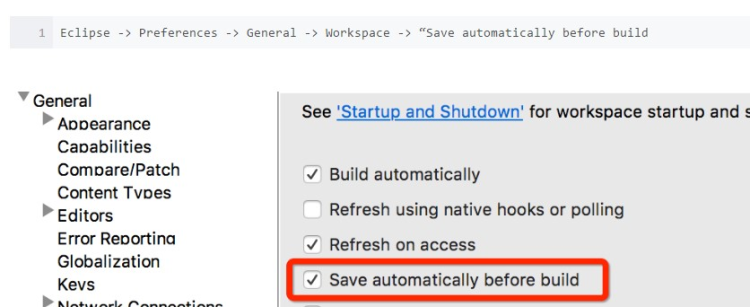 1 Eclipse -> Preferences -> General -> Workspace -> “Save automatically before build
General
Appearance
Capabilities
Compare/Patch
Content Types
Editors
Error Reporting
Globalization
Keys
Network Connections
See 'Startup and Shutdown' for workspace startup and s
Build automatically
Refresh using native hooks or polling
Refresh on access
Save automatically before build